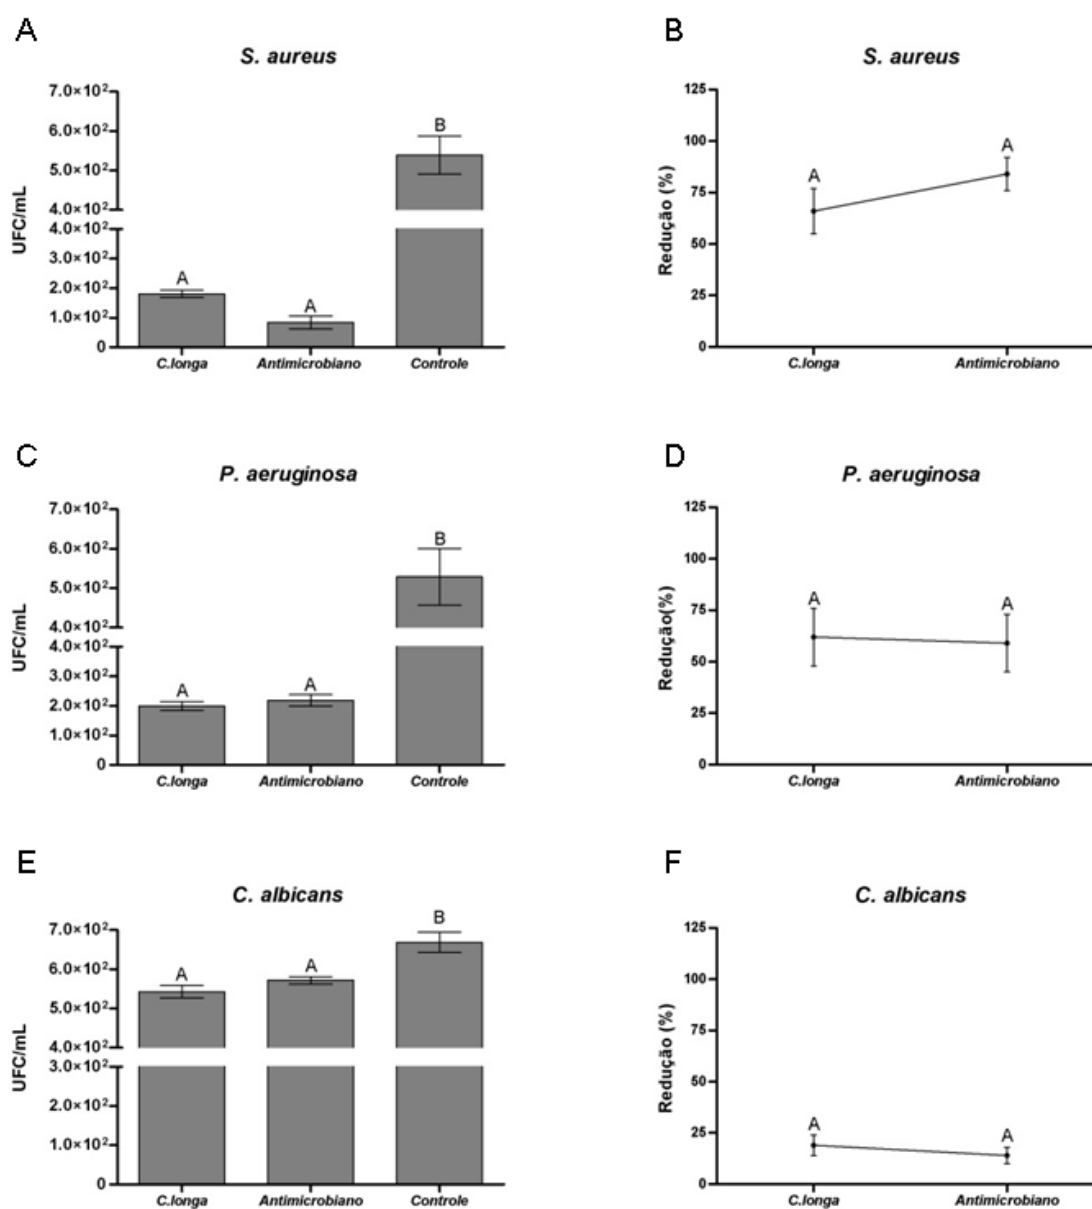 A
S. aureus
7.0×10²
6.0×10²
5.0×10²
4.0×10²
4.0×10²
3.0×10²
2.0×10²
1.0×10²
0
UFC/mL
A
A
B
C.longa
Antimicrobiano
Controle
B
S. aureus
125
100
75
50
25
0
Redução (%)
A
A
C.longa
Antimicrobiano
C
P. aeruginosa
7.0×10²
6.0×10²
5.0×10²
4.0×10²
4.0×10²
3.0×10²
2.0×10²
1.0×10²
0
UFC/mL
A
A
B
C.longa
Antimicrobiano
Controle
D
P. aeruginosa
125
100
75
50
25
0
Redução(%)
A
A
C.longa
Antimicrobiano
E
C. albicans
7.0×10²
6.0×10²
5.0×10²
4.0×10²
3.0×10²
2.0×10²
1.0×10²
0
UFC/mL
A
A
B
C.longa
Antimicrobiano
Controle
F
C. albicans
125
100
75
50
25
0
Redução (%)
A
A
C.longa
Antimicrobiano